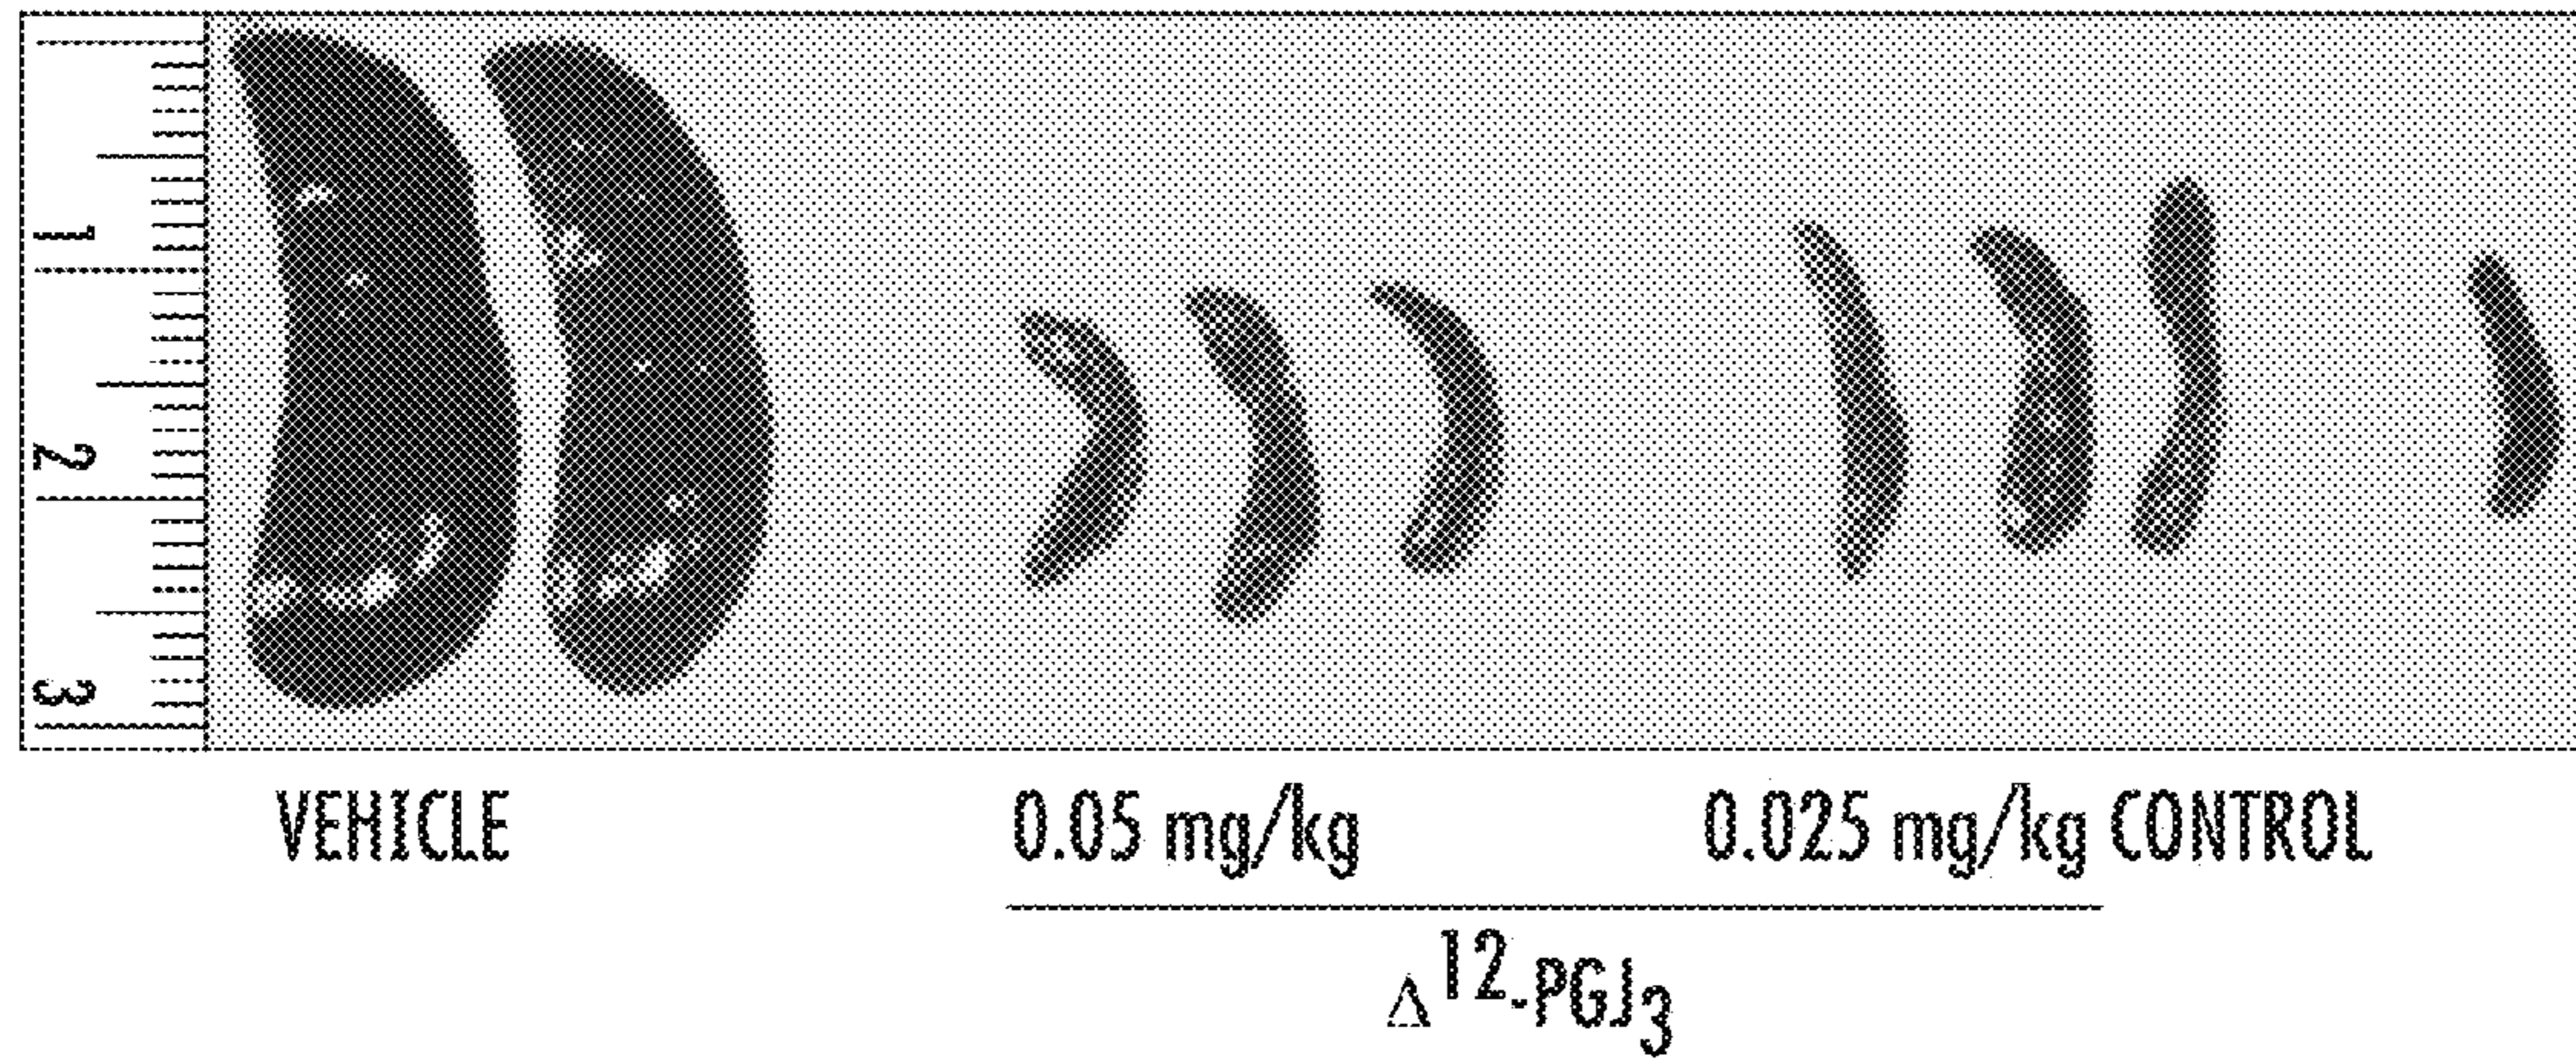 1
2
3
VEHICLE 0.05 mg/kg 0.025 mg/kg CONTROL
Δ12-PGJ3